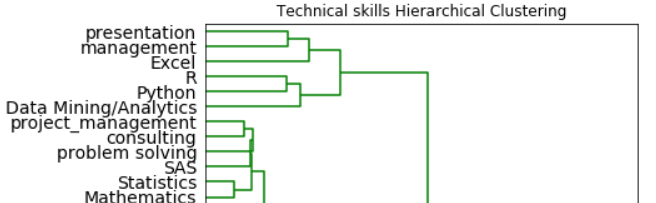 Technical skills Hierarchical Clustering
presentation
management
Excel
R
Python
Data Mining/Analytics
project_management
consulting
problem solving
SAS
Statistics
Mathematics